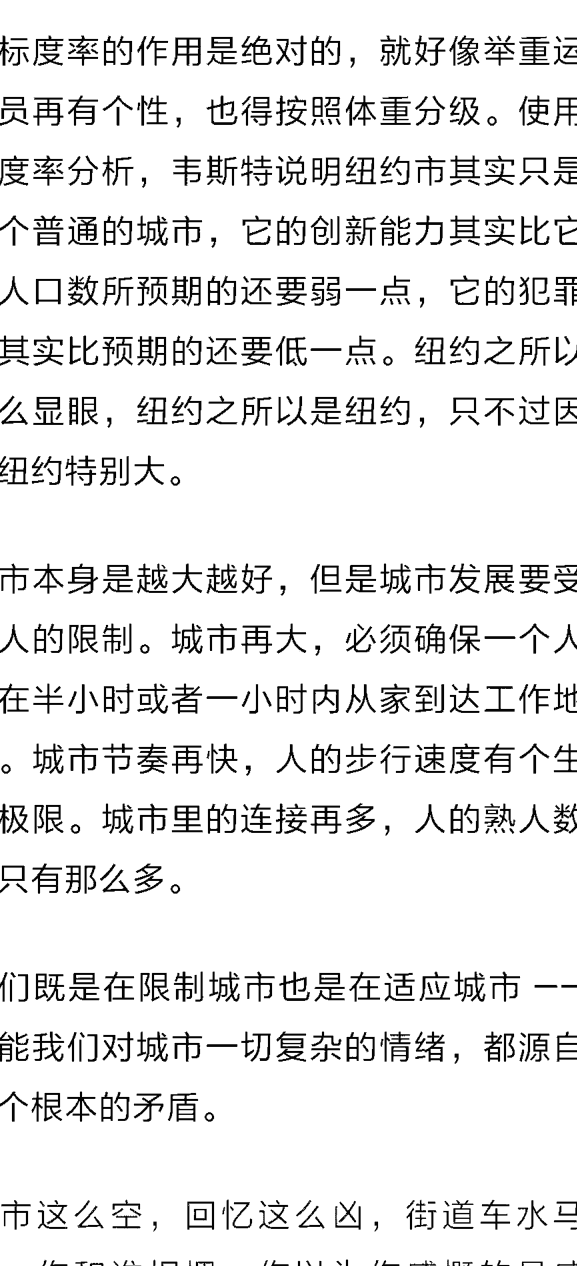 标度率的作用是绝对的，就好像举重运
员再有个性，也得按照体重分级。使用
度率分析，韦斯特说明纽约市其实只是
个普通的城市，它的创新能力其实比它
人口数所预期的还要弱一点，它的犯罪
其实比预期的还要低一点。纽约之所以
么显眼，纽约之所以是纽约，只不过因
纽约特别大。
市本身是越大越好，但是城市发展要受
人的限制。城市再大，必须确保一个人
在半小时或者一小时内从家到达工作地
。城市节奏再快，人的步行速度有个生
极限。城市里的连接再多，人的熟人数
只有那么多。
们既是在限制城市也是在适应城市 —
能我们对城市一切复杂的情绪，都源自
个根本的矛盾。
市这么空，回忆这么凶，街道车水马